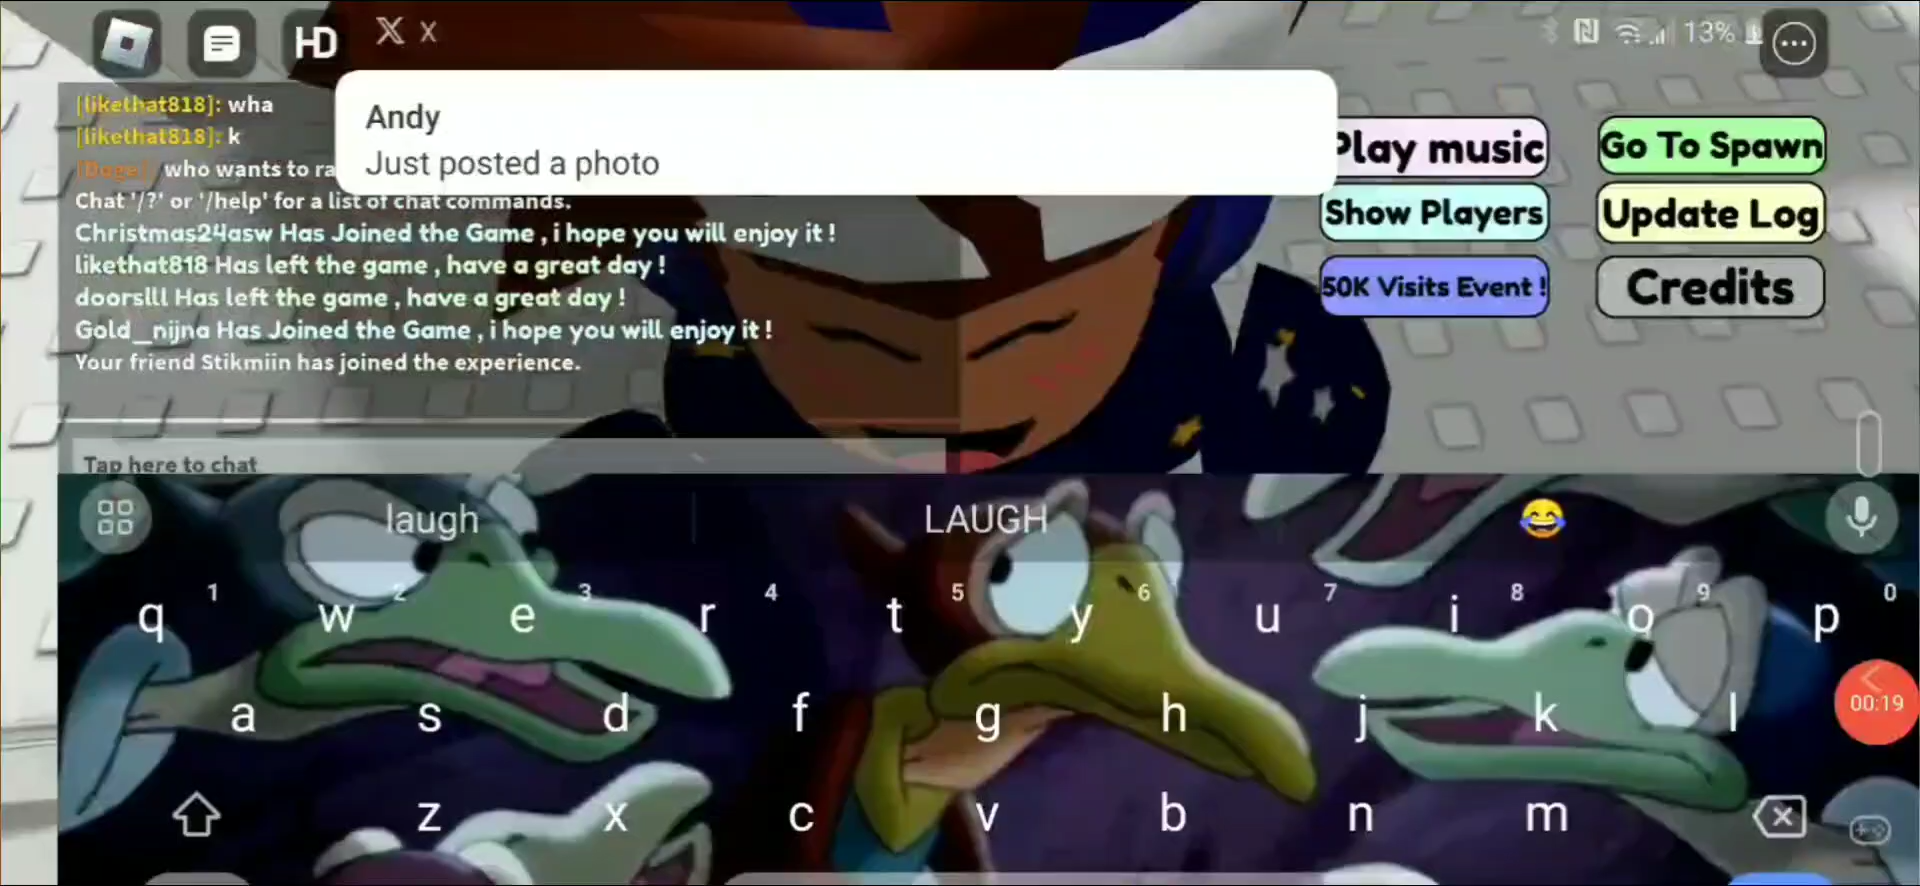 HD
X x
13%
Andy
Just posted a photo
[likethat818]: wha
[likethat818]: k
[Duge]: who wants to ra
Chat '/?' or '/help' for a list of chat commands.
Christmas24asw Has Joined the Game , i hope you will enjoy it !
likethat818 Has left the game , have a great day !
doorslll Has left the game , have a great day !
Gold_nijna Has Joined the Game , i hope you will enjoy it !
Your friend Stikmiin has joined the experience.
Tap here to chat
Play music
Go To Spawn
Show Players
Update Log
50K Visits Event !
Credits
laugh LAUGH 😂
1 2 3 4 5 6 7 8 9 0
q w e r t y u i o p
a s d f g h j k l
00:19
z x c v b n m